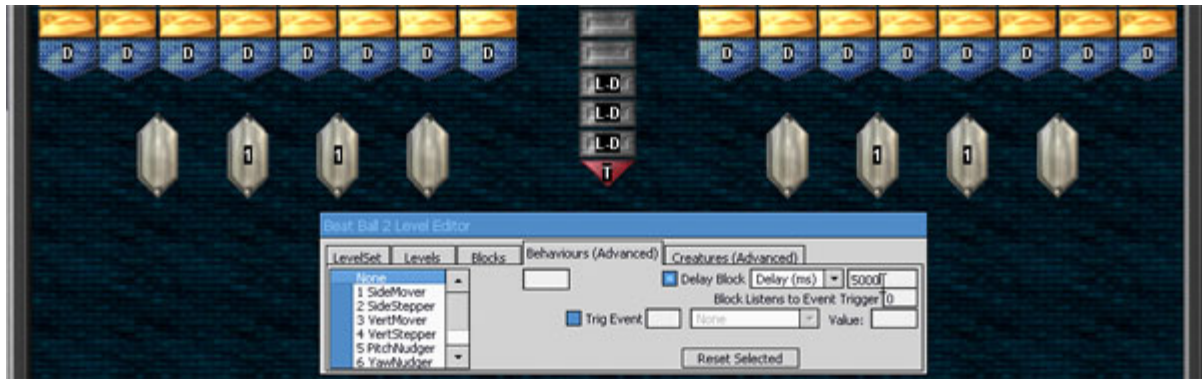 D D D D D D D D D D D D D D D D
L-D
L-D
1 1 L-D 1 1
T
Beat Ball 2 Level Editor
LevelSet Levels Blocks Behaviours (Advanced) Creatures (Advanced)
None Delay Block Delay (ms) 5000
1 SideMover
2 SideStepper Block Listens to Event Trigger 0
3 VertMover Trig Event None Value:
4 VertStepper
5 PitchNudger
6 YawNudger Reset Selected